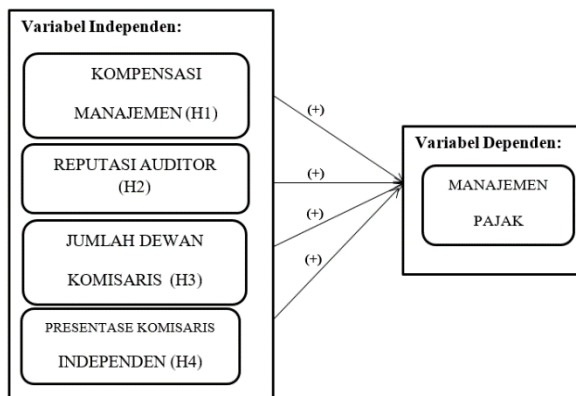 Variabel Independen:
KOMPENSASI
MANAJEMEN (H1)
REPUTASI AUDITOR
(H2)
JUMLAH DEWAN
KOMISARIS (H3)
PRESENTASE KOMISARIS
INDEPENDEN (H4)
(+)
(+)
(+)
(+)
Variabel Dependen:
MANAJEMEN
PAJAK